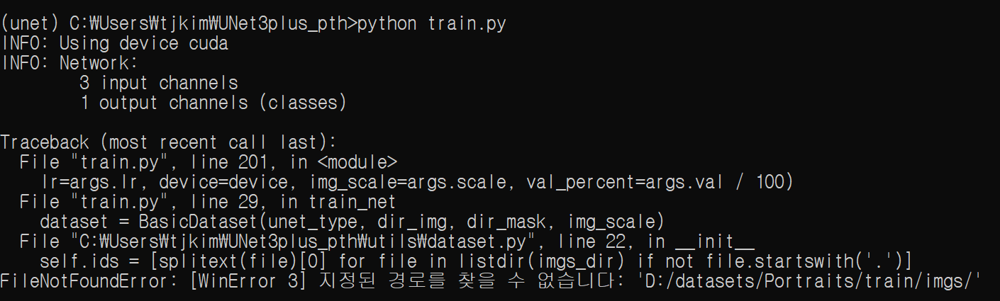 (unet) C:₩Users₩tjkim₩UNet3plus_pth>python train.py
INFO: Using device cuda
INFO: Network:
        3 input channels
        1 output channels (classes)
Traceback (most recent call last):
  File "train.py", line 201, in <module>
    lr=args.lr, device=device, img_scale=args.scale, val_percent=args.val / 100)
  File "train.py", line 29, in train_net
    dataset = BasicDataset(unet_type, dir_img, dir_mask, img_scale)
  File "C:₩Users₩tjkim₩UNet3plus_pth₩utils₩dataset.py", line 22, in __init__
    self.ids = [splitext(file)[0] for file in listdir(imgs_dir) if not file.startswith('.')]
FileNotFoundError: [WinError 3] 지정된 경로를 찾을 수 없습니다: 'D:/datasets/Portraits/train/imgs/'